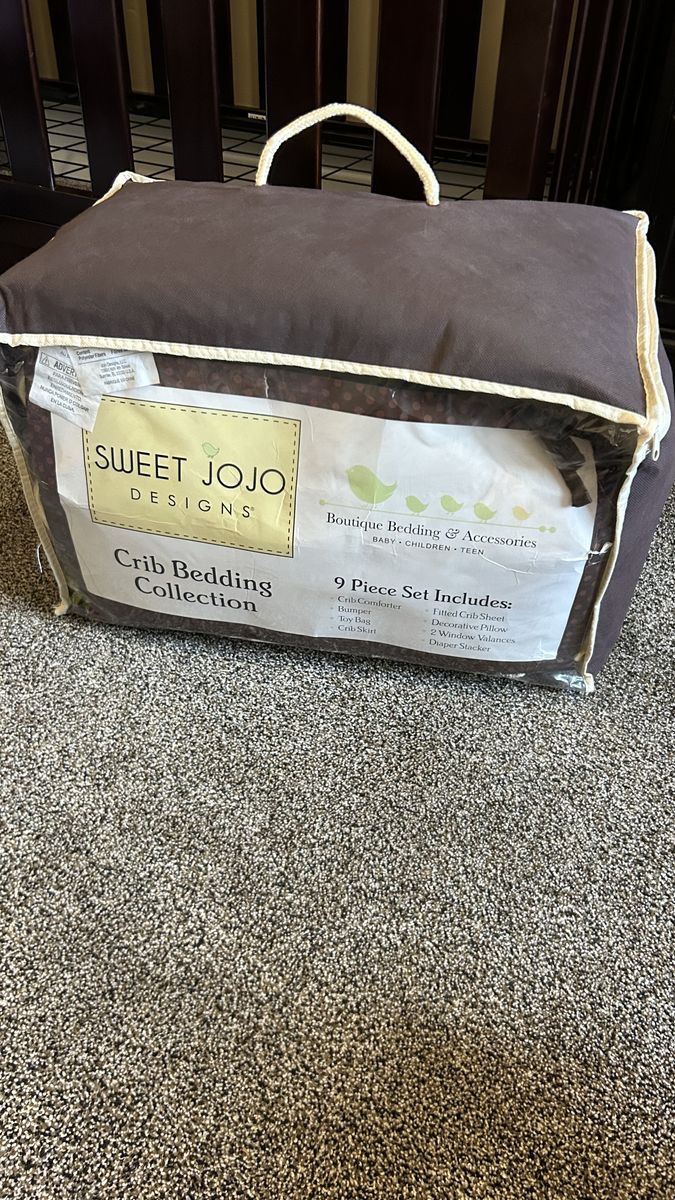 ADVER
SWEET JOJO
DESIGNS
Boutique Bedding & Accessories
BABY • CHILDREN • TEEN
Crib Bedding
Collection
9 Piece Set Includes:
- Crib Comforter
- Bumper
- Toy Bag
- Crib Skirt
- Fitted Crib Sheet
- Decorative Pillow
- 2 Window Valances
- Diaper Stacker